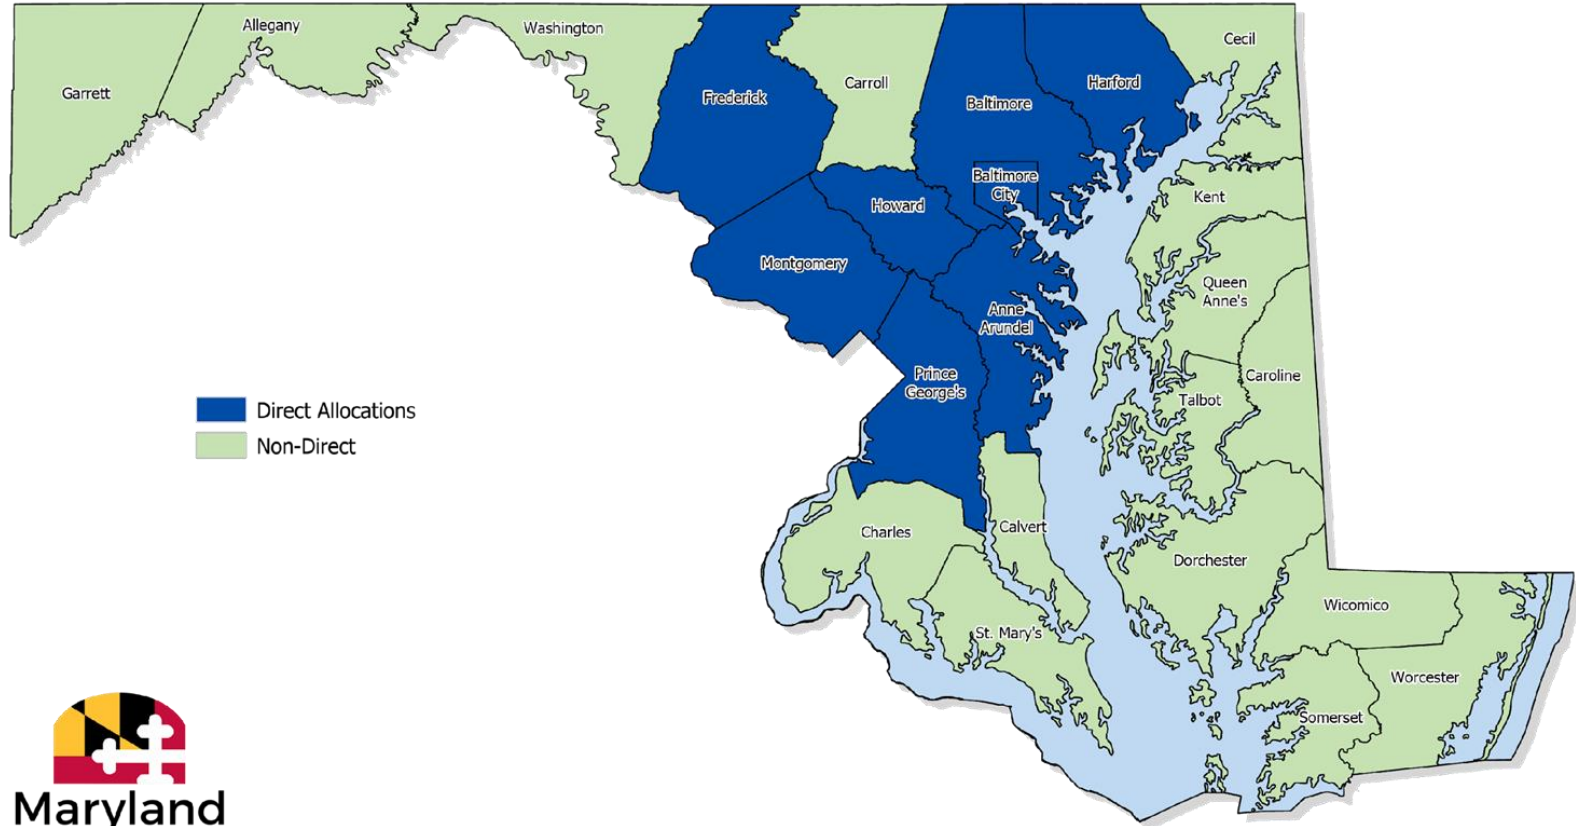 Allegany
Washington
Cecil
Garrett
Frederick
Carroll
Baltimore
Harford
Baltimore
City
Kent
Howard
Montgomery
Queen
Anne's
Anne
Arundel
Prince
George's
Caroline
Talbot
Direct Allocations
Non-Direct
Charles
Calvert
Dorchester
Wicomico
St. Mary's
Worcester
Somerset
Maryland